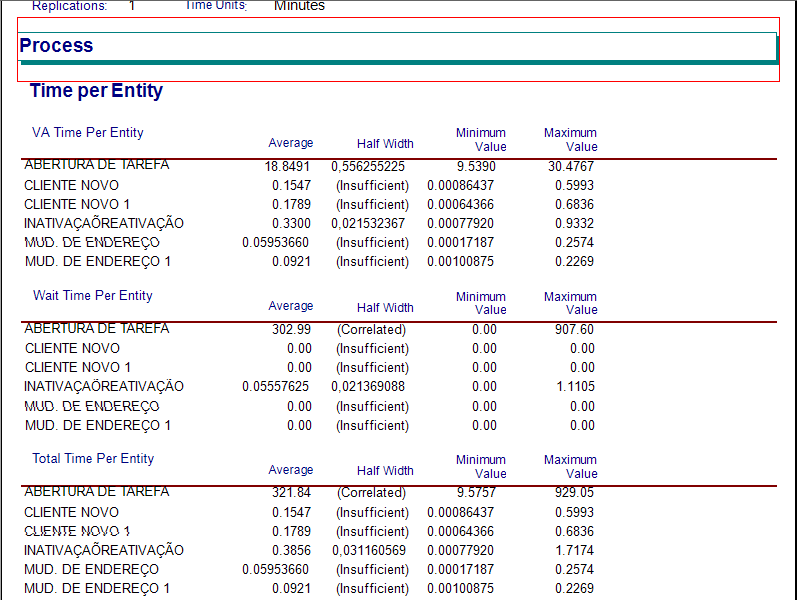 Replications: 1 Time Units: Minutes
Process
Time per Entity
VA Time Per Entity Average Half Width Minimum Value Maximum Value
ABERTURA DE TAREFA 18.8491 0,556255225 9.5390 30.4767
CLIENTE NOVO 0.1547 (Insufficient) 0.00086437 0.5993
CLIENTE NOVO 1 0.1789 (Insufficient) 0.00064366 0.6836
INATIVAÇAÕREATIVAÇÃO 0.3300 0,021532367 0.00077920 0.9332
MUD. DE ENDEREÇO 0.05953660 (Insufficient) 0.00017187 0.2574
MUD. DE ENDEREÇO 1 0.0921 (Insufficient) 0.00100875 0.2269
Wait Time Per Entity Average Half Width Minimum Value Maximum Value
ABERTURA DE TAREFA 302.99 (Correlated) 0.00 907.60
CLIENTE NOVO 0.00 (Insufficient) 0.00 0.00
CLIENTE NOVO 1 0.00 (Insufficient) 0.00 0.00
INATIVAÇAÕREATIVAÇÃO 0.05557625 0,021369088 0.00 1.1105
MUD. DE ENDEREÇO 0.00 (Insufficient) 0.00 0.00
MUD. DE ENDEREÇO 1 0.00 (Insufficient) 0.00 0.00
Total Time Per Entity Average Half Width Minimum Value Maximum Value
ABERTURA DE TAREFA 321.84 (Correlated) 9.5757 929.05
CLIENTE NOVO 0.1547 (Insufficient) 0.00086437 0.5993
CLIENTE NOVO 1 0.1789 (Insufficient) 0.00064366 0.6836
INATIVAÇAÕREATIVAÇÃO 0.3856 0,031160569 0.00077920 1.7174
MUD. DE ENDEREÇO 0.05953660 (Insufficient) 0.00017187 0.2574
MUD. DE ENDEREÇO 1 0.0921 (Insufficient) 0.00100875 0.2269